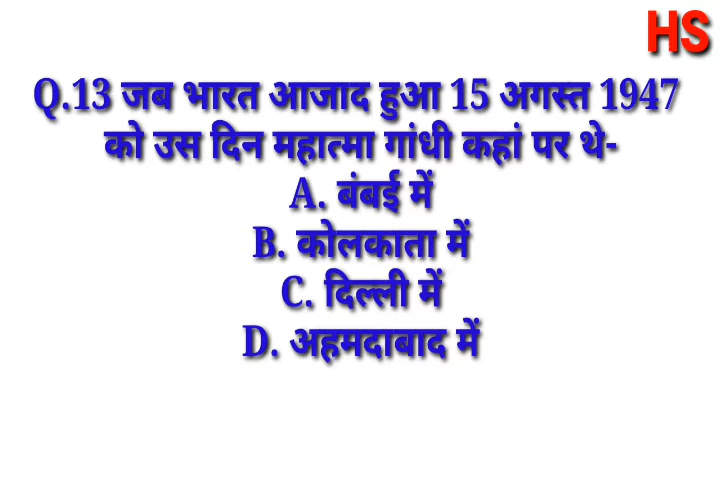 HS
Q.13 जब भारत आजाद हुआ 15 अगस्त 1947
को उस दिन महात्मा गांधी कहां पर थे-
A. बंबई में
B. कोलकाता में
C. दिल्ली में
D. अहमदाबाद में